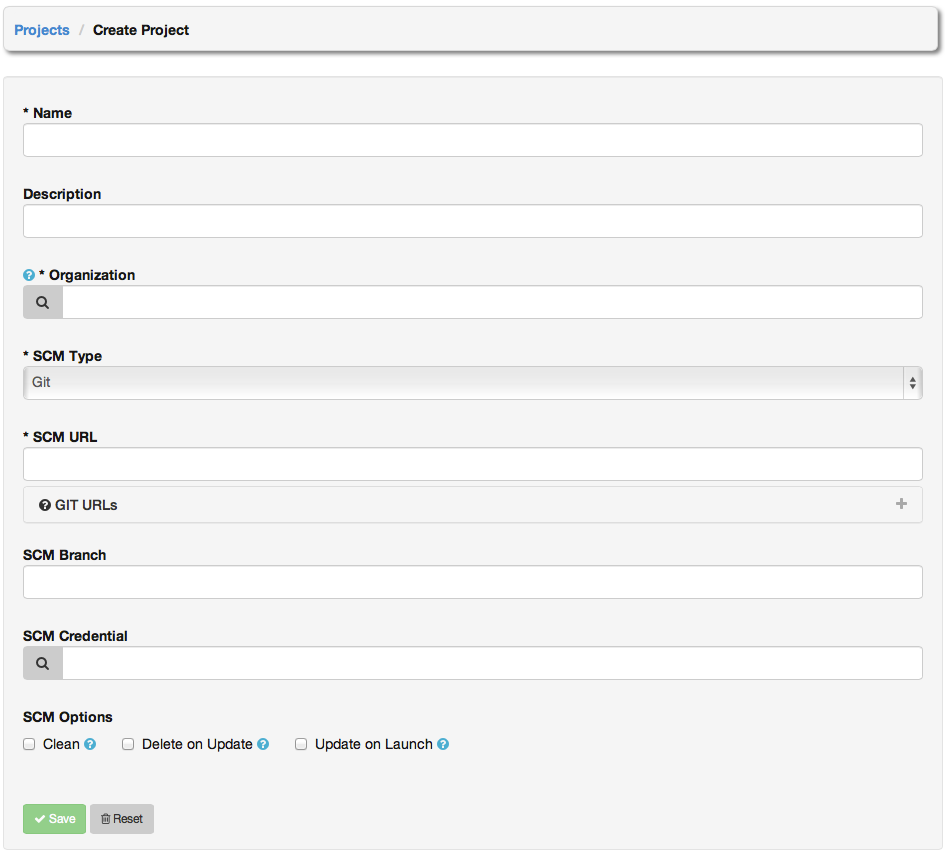 Projects / Create Project
* Name
Description
* Organization
* SCM Type
Git
* SCM URL
GIT URLs
SCM Branch
SCM Credential
SCM Options
Clean Delete on Update Update on Launch
Save Reset